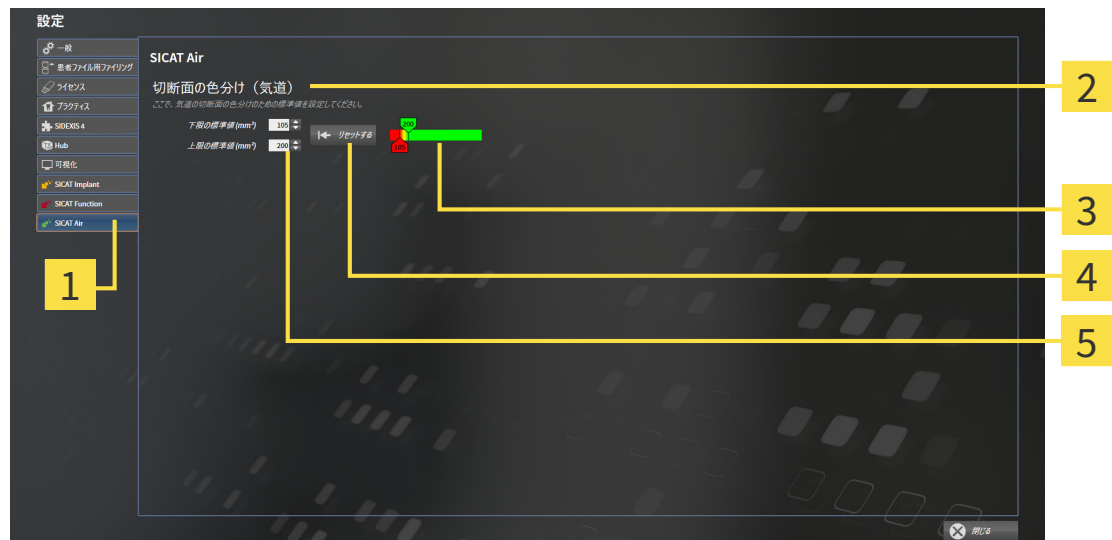 設定
一般
患者ファイル用ファイリング
ライセンス
プラクティス
SIDEXIS 4
Hub
可視化
SICAT Implant
SICAT Function
SICAT Air
SICAT Air
切断面の色分け（気道）
ここで、気道の切断面の色分けのための標準値を設定してください。
下限の標準値 (mm²) 105
上限の標準値 (mm²) 200
リセットする
200
105
閉じる
1
2
3
4
5